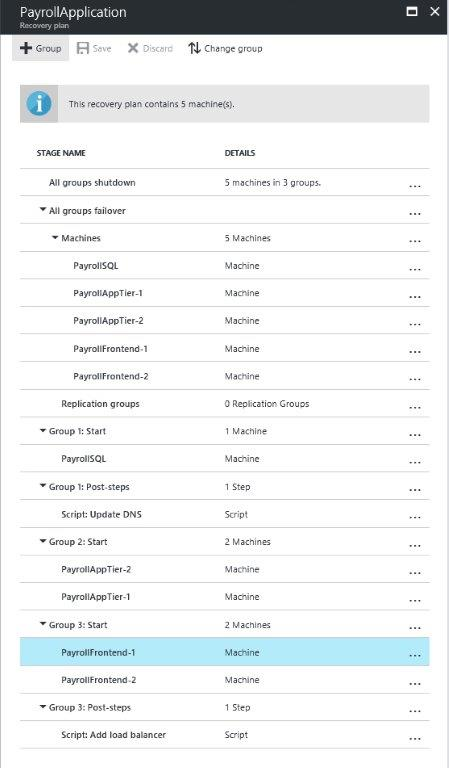 PayrollApplication
Recovery plan
Group Save Discard Change group
This recovery plan contains 5 machine(s).
STAGE NAME DETAILS
All groups shutdown 5 machines in 3 groups. ...
All groups failover ...
Machines 5 Machines ...
PayrollSQL Machine ...
PayrollAppTier-1 Machine ...
PayrollAppTier-2 Machine ...
PayrollFrontend-1 Machine ...
PayrollFrontend-2 Machine ...
Replication groups 0 Replication Groups ...
Group 1: Start 1 Machine ...
PayrollSQL Machine ...
Group 1: Post-steps 1 Step ...
Script: Update DNS Script ...
Group 2: Start 2 Machines ...
PayrollAppTier-2 Machine ...
PayrollAppTier-1 Machine ...
Group 3: Start 2 Machines ...
PayrollFrontend-1 Machine ...
PayrollFrontend-2 Machine ...
Group 3: Post-steps 1 Step ...
Script: Add load balancer Script ...